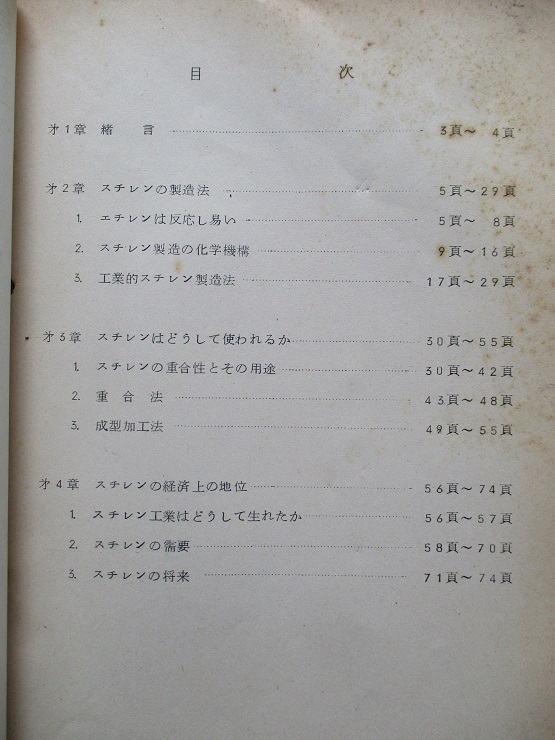 目次
㐧1章 緒言 3頁〜4頁
㐧2章 スチレンの製造法 5頁〜29頁
1. エチレンは反応し易い 5頁〜8頁
2. スチレン製造の化学機構 9頁〜16頁
3. 工業的スチレン製造法 17頁〜29頁
㐧3章 スチレンはどうして使われるか 30頁〜55頁
1. スチレンの重合性とその用途 30頁〜42頁
2. 重合法 43頁〜48頁
3. 成型加工法 49頁〜55頁
㐧4章 スチレンの経済上の地位 56頁〜74頁
1. スチレン工業はどうして生れたか 56頁〜57頁
2. スチレンの需要 58頁〜70頁
3. スチレンの将来 71頁〜74頁